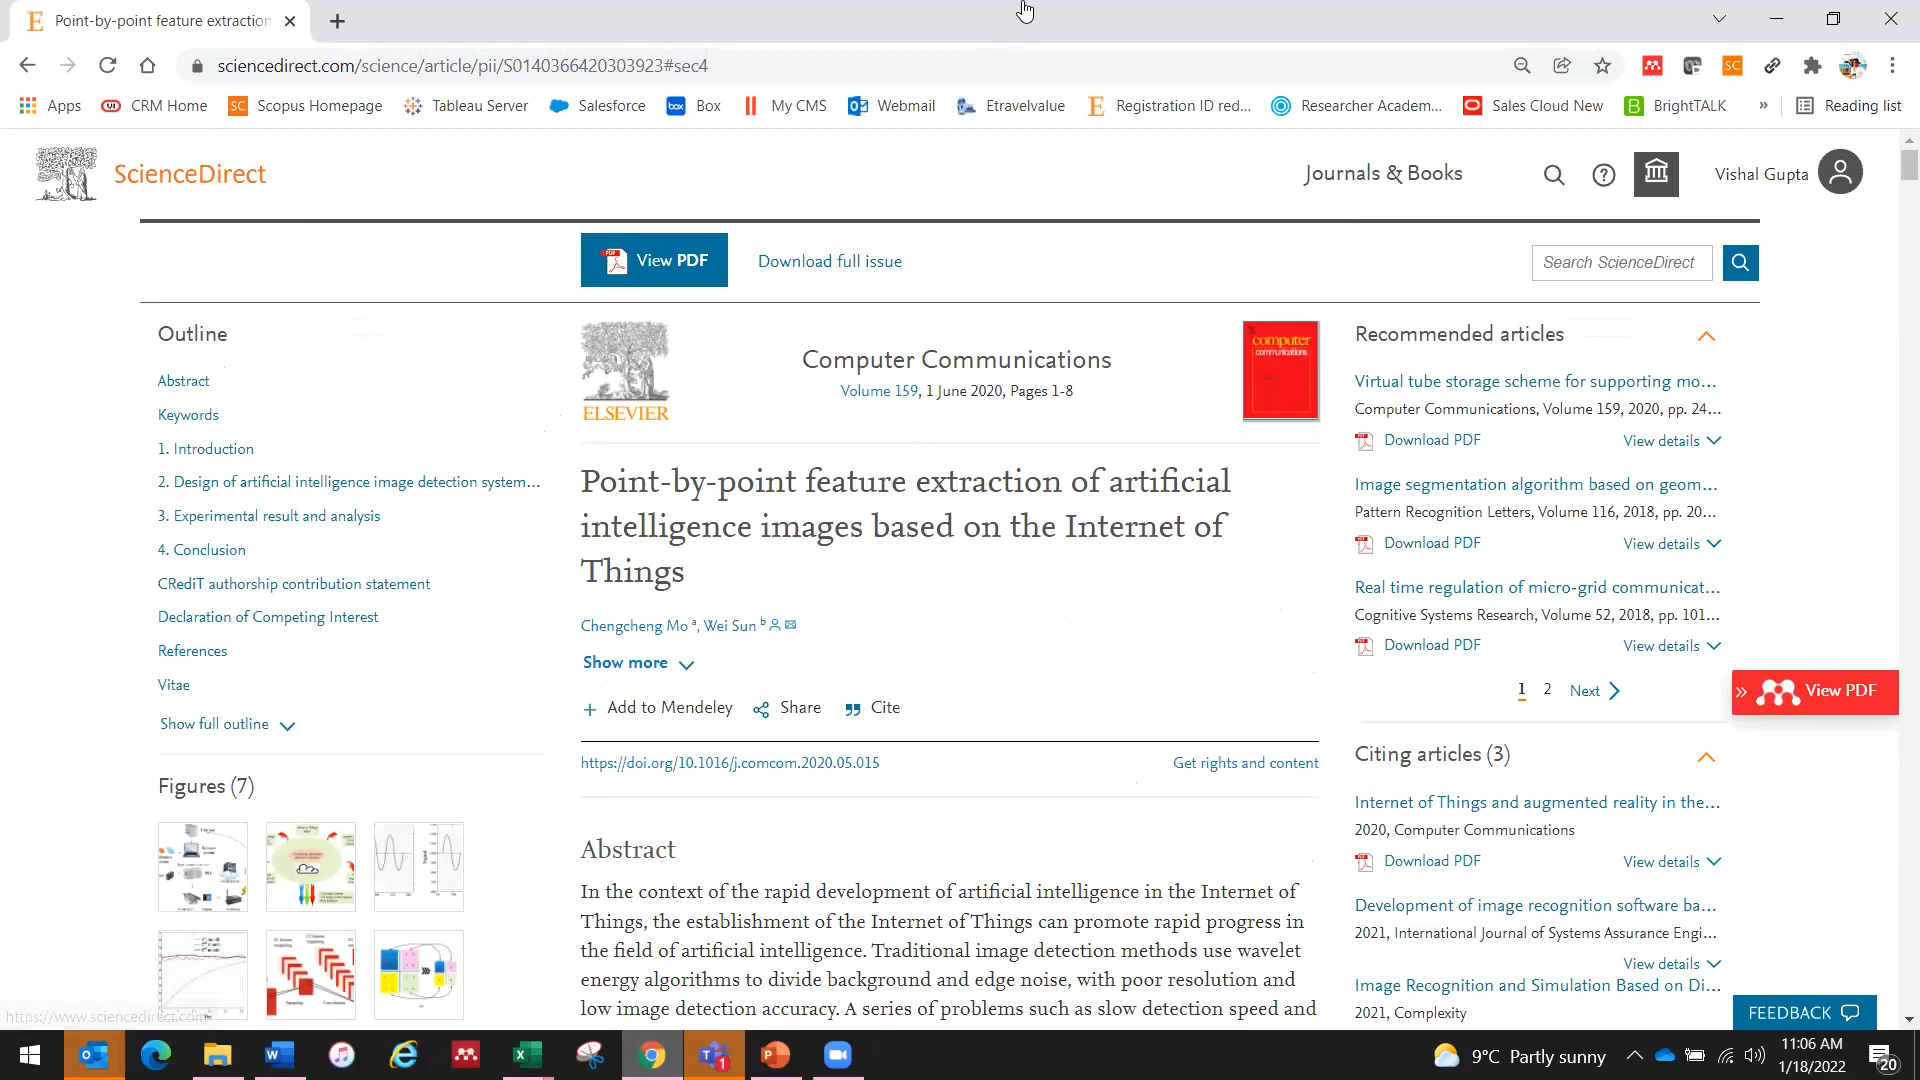 Point-by-point feature extraction
sciencedirect.com/science/article/pii/S0140366420303923#sec4
Apps CRM Home Scopus Homepage Tableau Server Salesforce Box My CMS Webmail Etravelvalue Registration ID red... Researcher Academ... Sales Cloud New BrightTALK » Reading list
ScienceDirect
Journals & Books
Vishal Gupta
View PDF
Download full issue
Search ScienceDirect
Outline
Abstract
Keywords
1. Introduction
2. Design of artificial intelligence image detection system...
3. Experimental result and analysis
4. Conclusion
CRediT authorship contribution statement
Declaration of Competing Interest
References
Vitae
Show full outline
Figures (7)
https://www.sciencedirect.com
ELSEVIER
Computer Communications
Volume 159, 1 June 2020, Pages 1-8
computer
communications
Point-by-point feature extraction of artificial
intelligence images based on the Internet of
Things
Chengcheng Mo a, Wei Sun b
Show more
+ Add to Mendeley Share Cite
https://doi.org/10.1016/j.comcom.2020.05.015
Get rights and content
Abstract
In the context of the rapid development of artificial intelligence in the Internet of
Things, the establishment of the Internet of Things can promote rapid progress in
the field of artificial intelligence. Traditional image detection methods use wavelet
energy algorithms to divide background and edge noise, with poor resolution and
low image detection accuracy. A series of problems such as slow detection speed and
Recommended articles
Virtual tube storage scheme for supporting mo...
Computer Communications, Volume 159, 2020, pp. 24...
Download PDF View details
Image segmentation algorithm based on geom...
Pattern Recognition Letters, Volume 116, 2018, pp. 20...
Download PDF View details
Real time regulation of micro-grid communicat...
Cognitive Systems Research, Volume 52, 2018, pp. 101...
Download PDF View details
1 2 Next
» View PDF
Citing articles (3)
Internet of Things and augmented reality in the...
2020, Computer Communications
Download PDF View details
Development of image recognition software ba...
2021, International Journal of Systems Assurance Engi...
View details
Image Recognition and Simulation Based on Di...
2021, Complexity
FEEDBACK
9°C Partly sunny
11:06 AM
1/18/2022
20